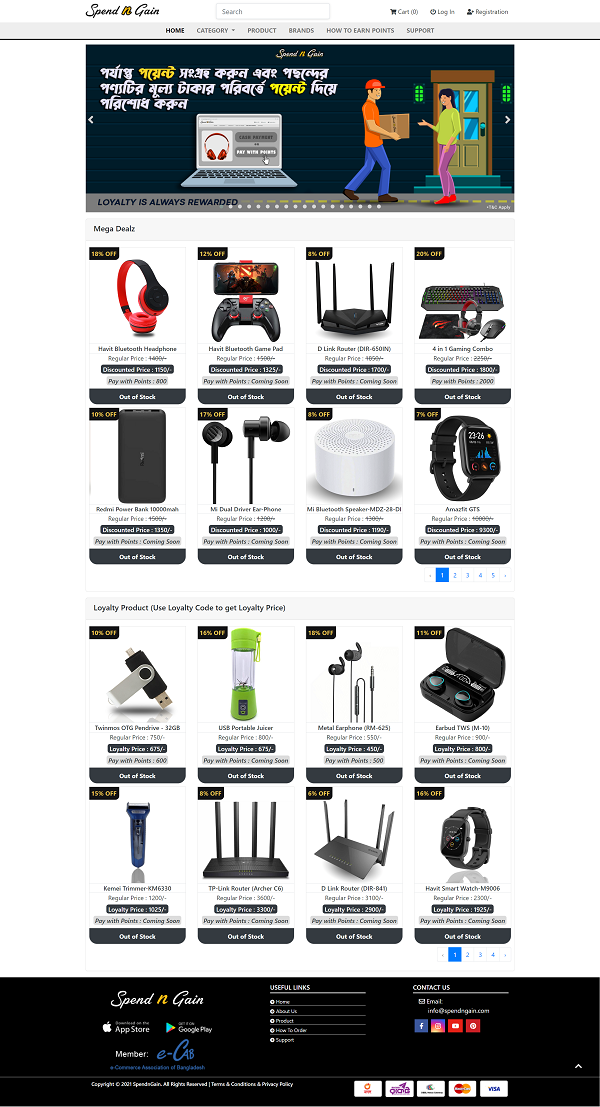 Spend n Gain
Search
Cart (0)
Log In
Registration
HOME
CATEGORY
PRODUCT
BRANDS
HOW TO EARN POINTS
SUPPORT
Spend n Gain
পর্যাপ্ত পয়েন্ট সংগ্রহ করুন এবং পছন্দের
পণ্যটির মূল্য টাকার পরিবর্তে পয়েন্ট দিয়ে
পরিশোধ করুন
CASH PAYMENT
OR
PAY WITH POINTS
LOYALTY IS ALWAYS REWARDED
*T&C Apply
Mega Dealz
18% OFF
Havit Bluetooth Headphone
Regular Price : 1400/-
Discounted Price : 1150/-
Pay with Points : 800
Out of Stock
12% OFF
Havit Bluetooth Game Pad
Regular Price : 1500/-
Discounted Price : 1325/-
Pay with Points : Coming Soon
Out of Stock
8% OFF
D Link Router (DIR-650IN)
Regular Price : 1850/-
Discounted Price : 1700/-
Pay with Points : Coming Soon
Out of Stock
20% OFF
4 in 1 Gaming Combo
Regular Price : 2250/-
Discounted Price : 1800/-
Pay with Points : 2000
Out of Stock
10% OFF
Redmi Power Bank 10000mah
Regular Price : 1500/-
Discounted Price : 1350/-
Pay with Points : Coming Soon
Out of Stock
17% OFF
Mi Dual Driver Ear-Phone
Regular Price : 1200/-
Discounted Price : 1000/-
Pay with Points : Coming Soon
Out of Stock
8% OFF
Mi Bluetooth Speaker-MDZ-28-DI
Regular Price : 1300/-
Discounted Price : 1190/-
Pay with Points : Coming Soon
Out of Stock
7% OFF
23:26
Amazfit GTS
Regular Price : 10000/-
Discounted Price : 9300/-
Pay with Points : Coming Soon
Out of Stock
‹ 1 2 3 4 5 ›
Loyalty Product (Use Loyalty Code to get Loyalty Price)
10% OFF
Twinmos OTG Pendrive - 32GB
Regular Price : 750/-
Loyalty Price : 675/-
Pay with Points : 600
Out of Stock
16% OFF
USB Portable Juicer
Regular Price : 800/-
Loyalty Price : 675/-
Pay with Points : Coming Soon
Out of Stock
18% OFF
Metal Earphone (RM-625)
Regular Price : 550/-
Loyalty Price : 450/-
Pay with Points : 500
Out of Stock
11% OFF
Earbud TWS (M-10)
Regular Price : 900/-
Loyalty Price : 800/-
Pay with Points : Coming Soon
Out of Stock
15% OFF
Kemei Trimmer-KM6330
Regular Price : 1200/-
Loyalty Price : 1025/-
Pay with Points : Coming Soon
Out of Stock
8% OFF
TP-Link Router (Archer C6)
Regular Price : 3600/-
Loyalty Price : 3300/-
Pay with Points : Coming Soon
Out of Stock
6% OFF
D Link Router (DIR-841)
Regular Price : 3100/-
Loyalty Price : 2900/-
Pay with Points : Coming Soon
Out of Stock
16% OFF
Havit Smart Watch-M9006
Regular Price : 2300/-
Loyalty Price : 1925/-
Pay with Points : Coming Soon
Out of Stock
‹ 1 2 3 4 ›
Spend n Gain
Download on the
App Store
GET IT ON
Google Play
Member: e-CAB
e-Commerce Association of Bangladesh
USEFUL LINKS
Home
About Us
Product
How To Order
Support
CONTACT US
Email:
info@spendngain.com
Copyright © 2021 SpendnGain. All Rights Reserved | Terms & Conditions & Privacy Policy
VISA